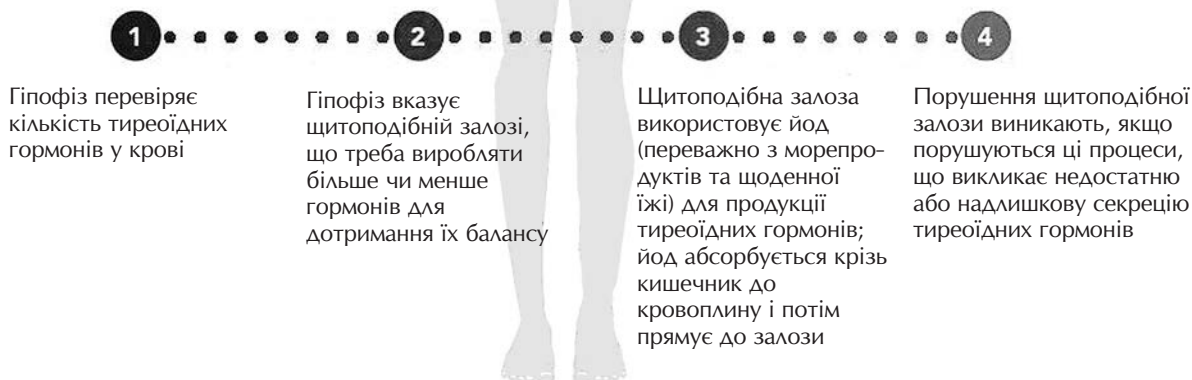 1
2
3
4
Гіпофіз перевіряє
кількість тиреоїдних
гормонів у крові
Гіпофіз вказує
щитоподібній залозі,
що треба виробляти
більше чи менше
гормонів для
дотримання їх балансу
Щитоподібна залоза
використовує йод
(переважно з морепро-
дуктів та щоденної
їжі) для продукції
тиреоїдних гормонів;
йод абсорбується крізь
кишечник до
кровоплину і потім
прямує до залози
Порушення щитоподібної
залози виникають, якщо
порушуються ці процеси,
що викликає недостатню
або надлишкову секрецію
тиреоїдних гормонів